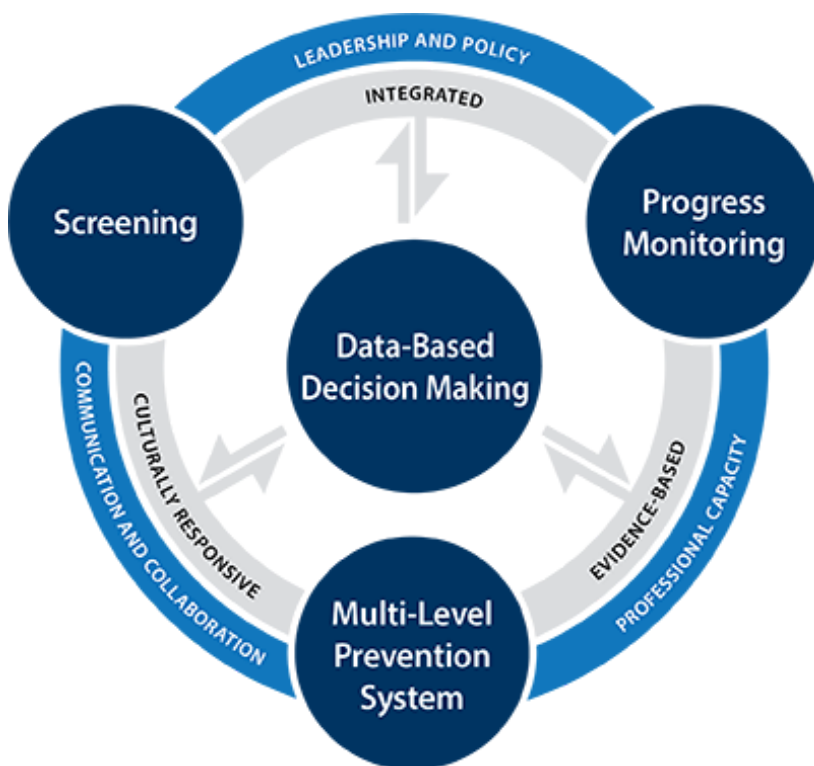 LEADERSHIP AND POLICY
INTEGRATED
Screening
Progress
Monitoring
Data-Based
Decision Making
COMMUNICATION AND COLLABORATION
CULTURALLY RESPONSIVE
EVIDENCE-BASED
PROFESSIONAL CAPACITY
Multi-Level
Prevention
System